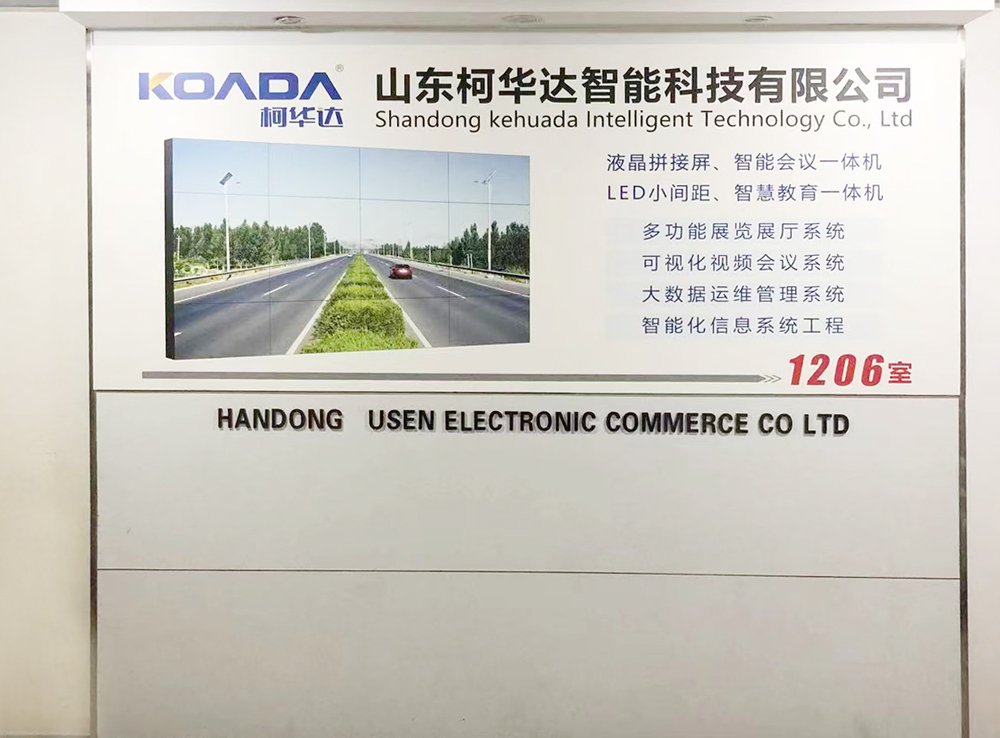 KOADA®
柯华达
山东柯华达智能科技有限公司
Shandong kehuada Intelligent Technology Co., Ltd
液晶拼接屏、智能会议一体机
LED小间距、智慧教育一体机
多功能展览展厅系统
可视化视频会议系统
大数据运维管理系统
智能化信息系统工程
1206室
HANDONG USEN ELECTRONIC COMMERCE CO LTD